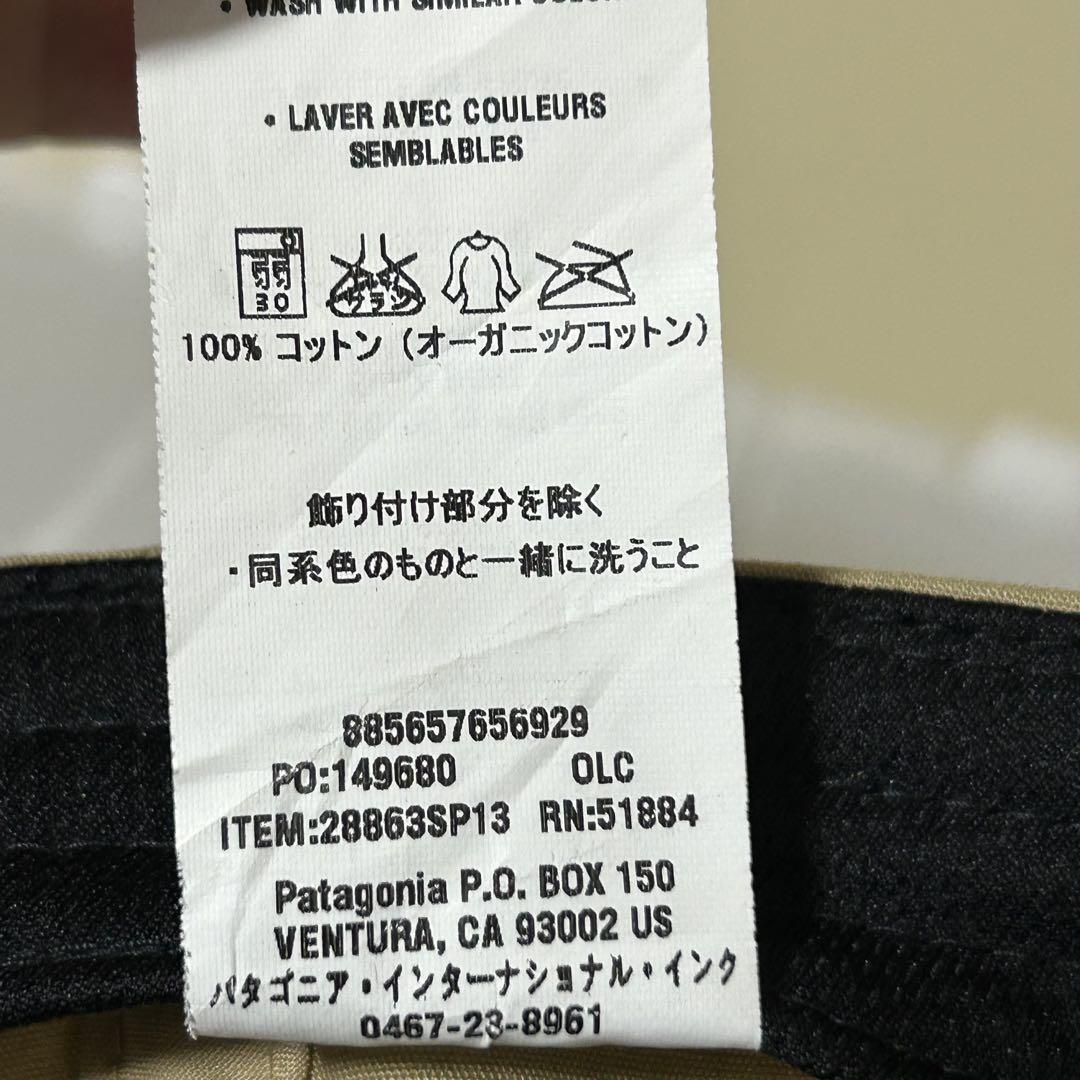 • WASH WITH SIMILAR COLORS
• LAVER AVEC COULEURS
SEMBLABLES
弱
30
100% コットン (オーガニックコットン)
飾り付け部分を除く
・同系色のものと一緒に洗うこと
885657656929
PO:149680 OLC
ITEM:28863SP13 RN:51884
Patagonia P.O. BOX 150
VENTURA, CA 93002 US
パタゴニア・インターナショナル・インク
0467-23-8961